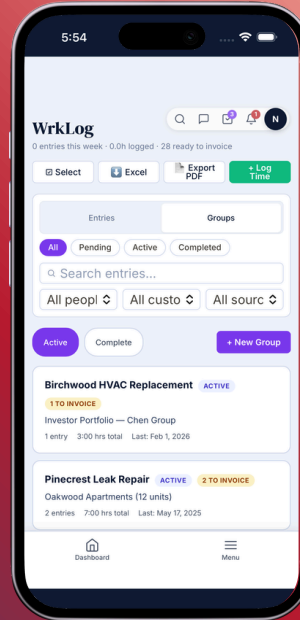 5:54
3
1
N
WrkLog
0 entries this week · 0.0h logged · 28 ready to invoice
Select
Excel
Export PDF
+ Log Time
Entries
Groups
All
Pending
Active
Completed
Search entries...
All peopl
All custo
All sourc
Active
Complete
+ New Group
Birchwood HVAC Replacement ACTIVE
1 TO INVOICE
Investor Portfolio — Chen Group
1 entry 3:00 hrs total Last: Feb 1, 2026
Pinecrest Leak Repair ACTIVE 2 TO INVOICE
Oakwood Apartments (12 units)
2 entries 7:00 hrs total Last: May 17, 2025
Dashboard
Menu